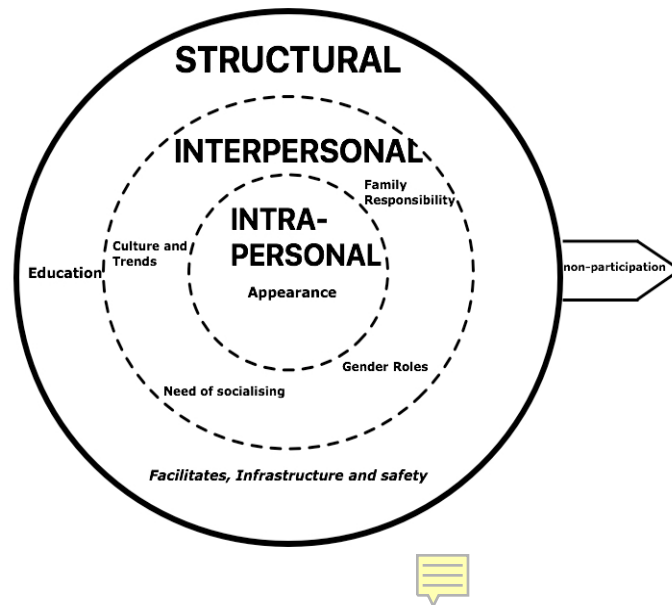 STRUCTURAL
INTERPERSONAL
Family
Responsibility
INTRA-
PERSONAL
Culture and
Trends
Education
Appearance
non-participation
Gender Roles
Need of socialising
Facilitates, Infrastructure and safety